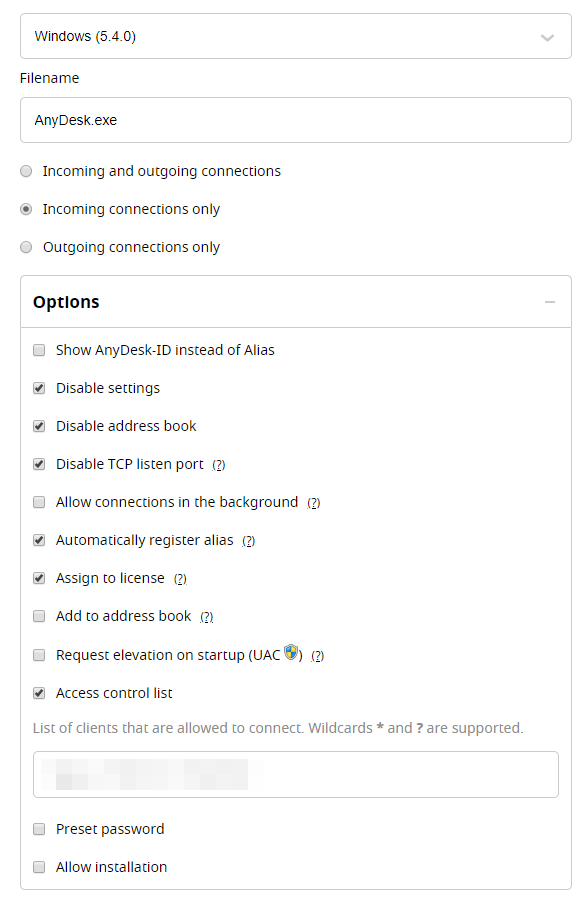 Windows (5.4.0)
Filename
AnyDesk.exe
Incoming and outgoing connections
Incoming connections only
Outgoing connections only
Options
Show AnyDesk-ID instead of Alias
Disable settings
Disable address book
Disable TCP listen port (?)
Allow connections in the background (?)
Automatically register alias (?)
Assign to license (?)
Add to address book (?)
Request elevation on startup (UAC ) (?)
Access control list
List of clients that are allowed to connect. Wildcards * and ? are supported.
Preset password
Allow installation